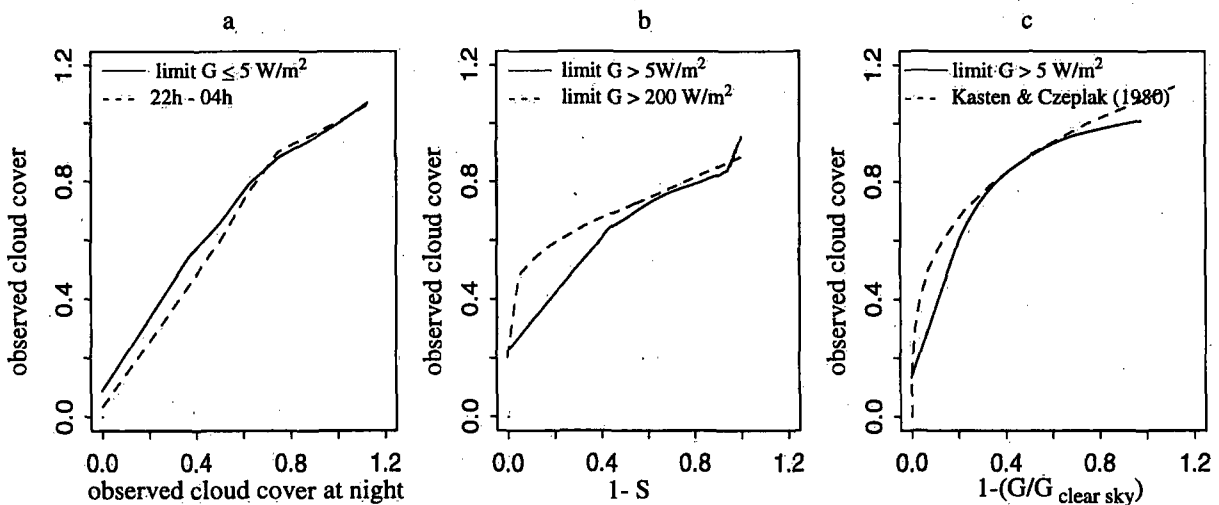 a
limit G ≤ 5 W/m²
22h - 04h
observed cloud cover
0.0 0.4 0.8 1.2
0.0 0.4 0.8 1.2
observed cloud cover at night
b
limit G > 5W/m²
limit G > 200 W/m²
observed cloud cover
0.0 0.4 0.8 1.2
0.0 0.4 0.8 1.2
1- S
c
limit G > 5 W/m²
Kasten & Czeplak (1980)
observed cloud cover
0.0 0.4 0.8 1.2
0.0 0.4 0.8 1.2
1-(G/G clear sky)